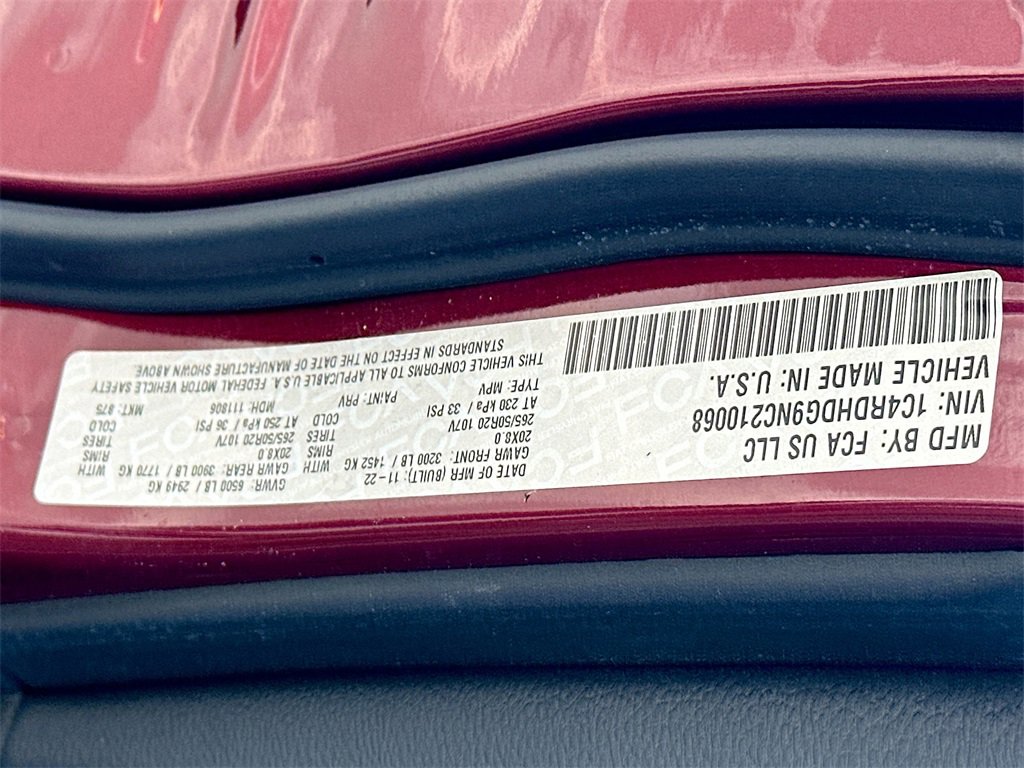 MFD BY: FCA US LLC
VIN: 1C4RDHDG9NC210068
VEHICLE MADE IN: U.S.A.
DATE OF MFR (BUILT): 11-22 GVWR: 6500 LB / 2949 KG
GAWR FRONT: 3200 LB / 1452 KG WITH GAWR REAR: 3900 LB / 1770 KG WITH
20X8.0 RIMS 20X8.0 RIMS
265/50R20 107V TIRES 265/50R20 107V TIRES
AT 230 kPa / 33 PSI COLD AT 250 kPa / 36 PSI COLD
TYPE: MPV PAINT: PRV MDH: 111806 MKT: 875
THIS VEHICLE CONFORMS TO ALL APPLICABLE U.S.A. FEDERAL MOTOR VEHICLE SAFETY
STANDARDS IN EFFECT ON THE DATE OF MANUFACTURE SHOWN ABOVE.